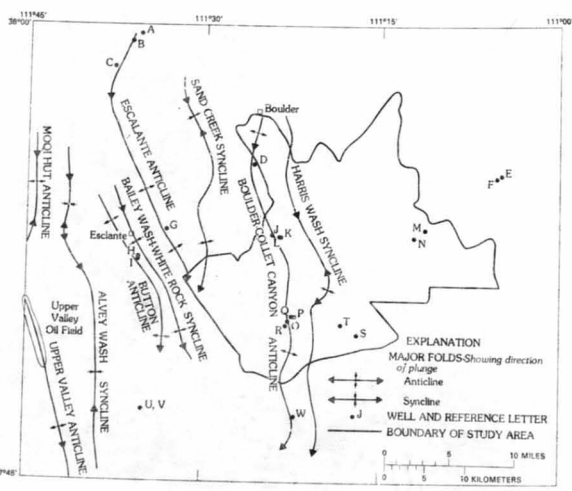 111°45'
111°30'
111°15'
111°00'
38°00'
A
B
C
Boulder
SAND CREEK SYNCLINE
ESCALANTE ANTICLINE
MOQI HUT, ANTICLINE
BAILEY WASH-WHITE ROCK SYNCLINE
D
HARRIS WASH SYNCLINE
F E
BOULDER-COLLET CANYON ANTICLINE
G
J
K
L
M
N
Esclante
H
I
BUTTON ANTICLINE
Upper
Valley
Oil Field
ALVEY WASH SYNCLINE
UPPER VALLEY ANTICLINE
Q P
R O
T
S
U, V
W
EXPLANATION
MAJOR FOLDS-Showing direction
of plunge
Anticline
Syncline
J WELL AND REFERENCE LETTER
BOUNDARY OF STUDY AREA
0 5 10 MILES
0 5 10 KILOMETERS
7°45'